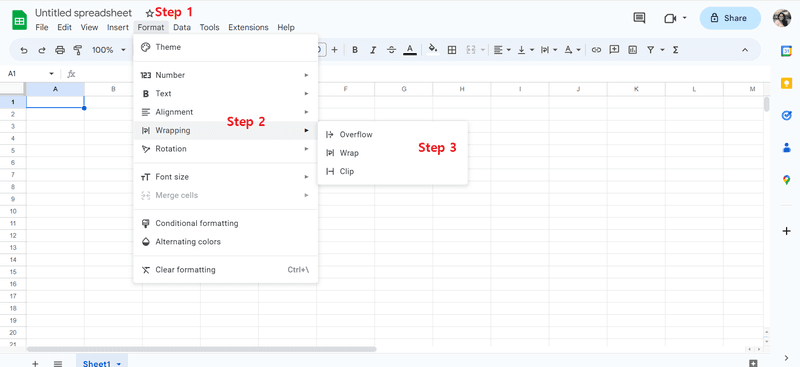 Untitled spreadsheet
Step 1
File Edit View Insert Format Data Tools Extensions Help
Share
100%
A1
fx
Theme
123 Number
B Text
Alignment
Wrapping
Step 2
Rotation
Font size
Merge cells
Conditional formatting
Alternating colors
Clear formatting Ctrl+\
Overflow
Wrap
Clip
Step 3
A B F G H I J K L M
1
2
3
4
5
6
7
8
9
10
11
12
13
14
15
16
17
18
19
20
21
Sheet1